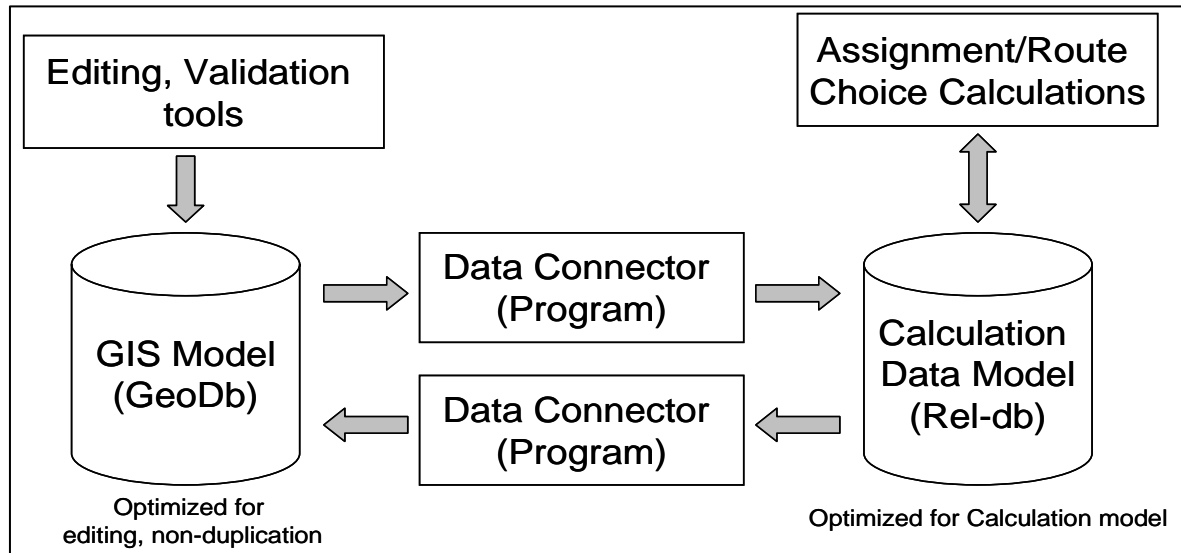 Editing, Validation
tools
Assignment/Route
Choice Calculations
GIS Model
(GeoDb)
Data Connector
(Program)
Data Connector
(Program)
Calculation
Data Model
(Rel-db)
Optimized for
editing, non-duplication
Optimized for Calculation model